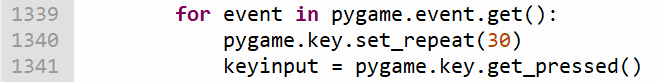 1339 for event in pygame.event.get():
1340 pygame.key.set_repeat(30)
1341 keyinput = pygame.key.get_pressed()